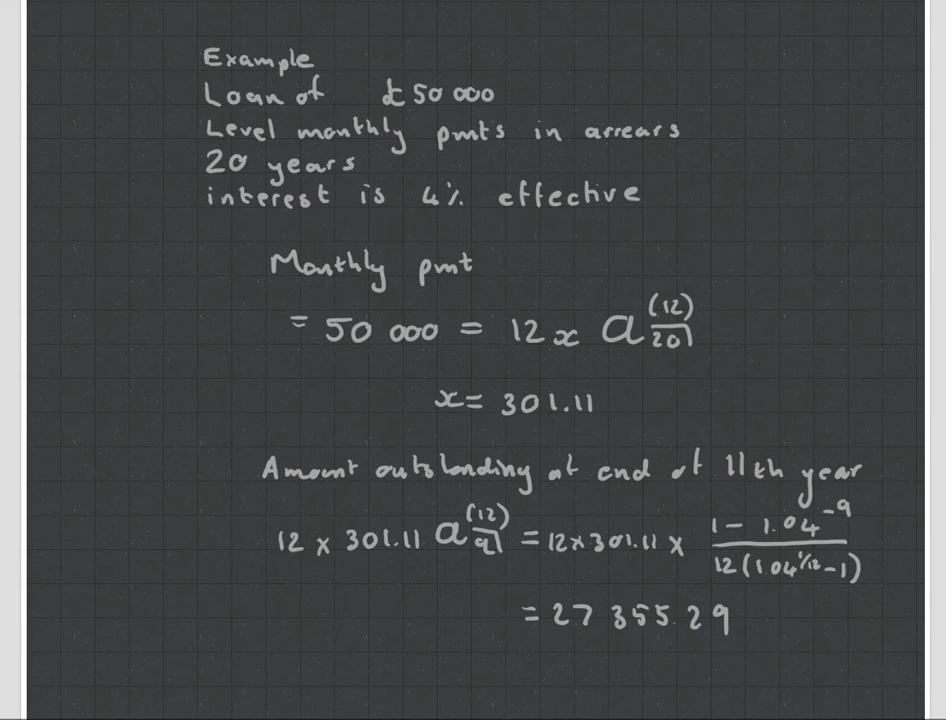 Example
Loan of £50 000
Level monthly pmts in arrears
20 years
interest is 4% effective
Monthly pmt
= 50 000 = 12x a⁽¹²⁾20┐
x = 301.11
Amount outstanding at end of 11th year
12 × 301.11 a⁽¹²⁾9┐ = 12×301.11 × (1 - 1.04⁻⁹)/(12(1.04^(1/12) - 1))
= 27 355.29